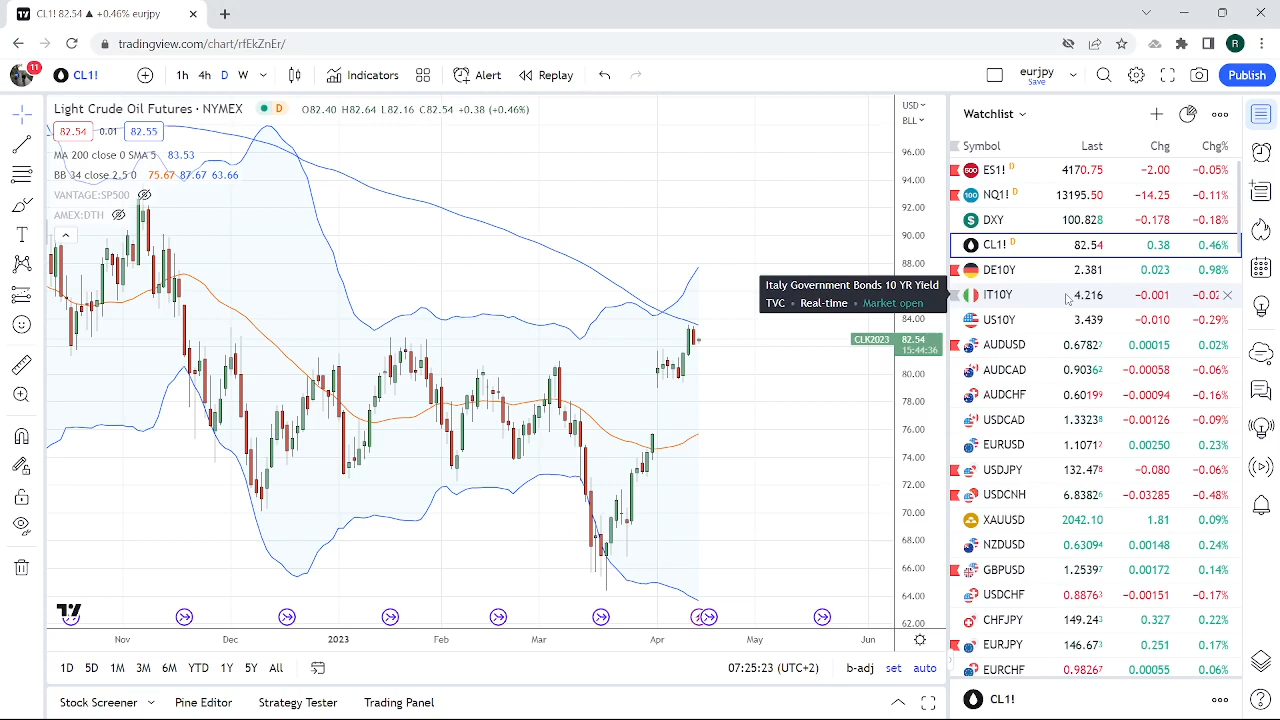 CL1! 82.54 ▲ +0.46% eurjpy
tradingview.com/chart/rfEkZnEr/
R
11
CL1!
1h 4h D W
Indicators
Alert
Replay
eurjpy
Save
Publish
Light Crude Oil Futures · NYMEX
D
O82.40 H82.64 L82.16 C82.54 +0.38 (+0.46%)
82.54 0.01 82.55
MA 200 close 0 SMA 5 83.53
BB 34 close 2.5 0 75.67 87.67 63.66
VANTAGE:SP500
AMEX:DTH
USD
BLL
96.00
94.00
92.00
90.00
88.00
84.00
CLK2023 82.54
15:44:36
80.00
78.00
76.00
74.00
72.00
70.00
68.00
66.00
64.00
62.00
Italy Government Bonds 10 YR Yield
TVC • Real-time • Market open
Nov Dec 2023 Feb Mar Apr May Jun
1D 5D 1M 3M 6M YTD 1Y 5Y All
07:25:23 (UTC+2) b-adj set auto
Stock Screener Pine Editor Strategy Tester Trading Panel
Watchlist
Symbol Last Chg Chg%
500 ES1! D 4170.75 −2.00 −0.05%
100 NQ1! D 13195.50 −14.25 −0.11%
$ DXY 100.828 −0.178 −0.18%
CL1! D 82.54 0.38 0.46%
DE10Y 2.381 0.023 0.98%
IT10Y 4.216 −0.001 −0.02
US10Y 3.439 −0.010 −0.29%
AUDUSD 0.67827 0.00015 0.02%
AUDCAD 0.90362 −0.00058 −0.06%
AUDCHF 0.60199 −0.00094 −0.16%
USDCAD 1.33238 −0.00126 −0.09%
EURUSD 1.10712 0.00250 0.23%
USDJPY 132.478 −0.080 −0.06%
USDCNH 6.83826 −0.03285 −0.48%
XAUUSD 2042.10 1.81 0.09%
NZDUSD 0.63094 0.00148 0.24%
GBPUSD 1.25397 0.00172 0.14%
USDCHF 0.88763 −0.00151 −0.17%
CHFJPY 149.243 0.327 0.22%
EURJPY 146.673 0.251 0.17%
EURCHF 0.98267 0.00055 0.06%
CL1!